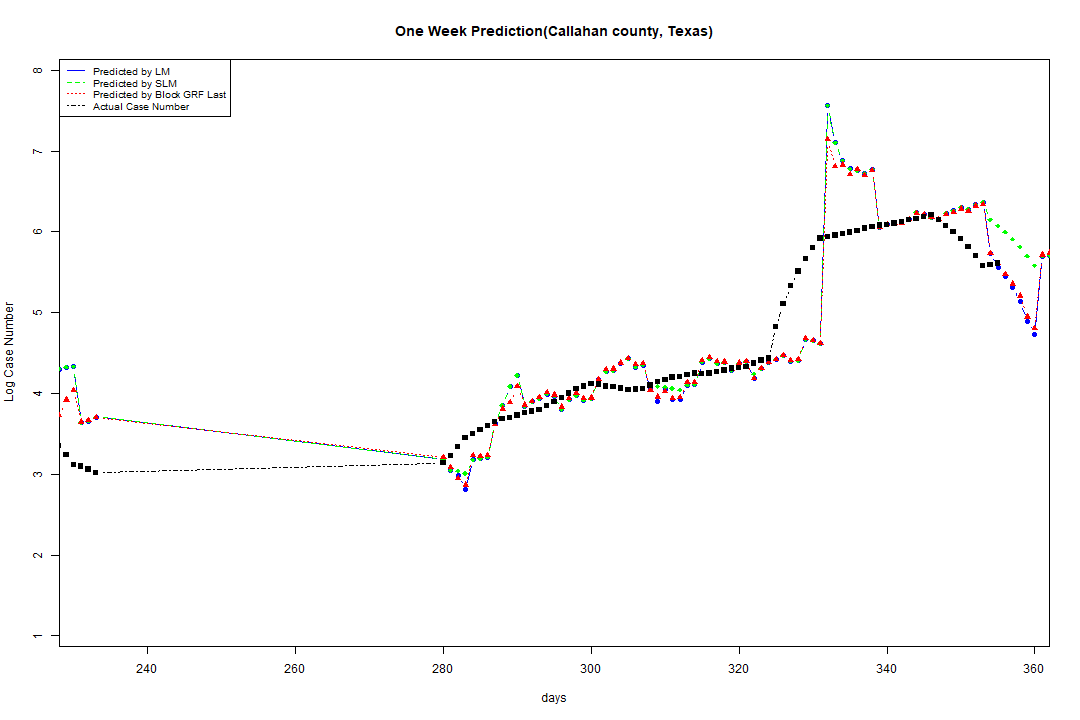 One Week Prediction(Callahan county, Texas)
Predicted by LM
Predicted by SLM
Predicted by Block GRF Last
Actual Case Number
8
7
6
5
4
3
2
1
Log Case Number
240 260 280 300 320 340 360
days